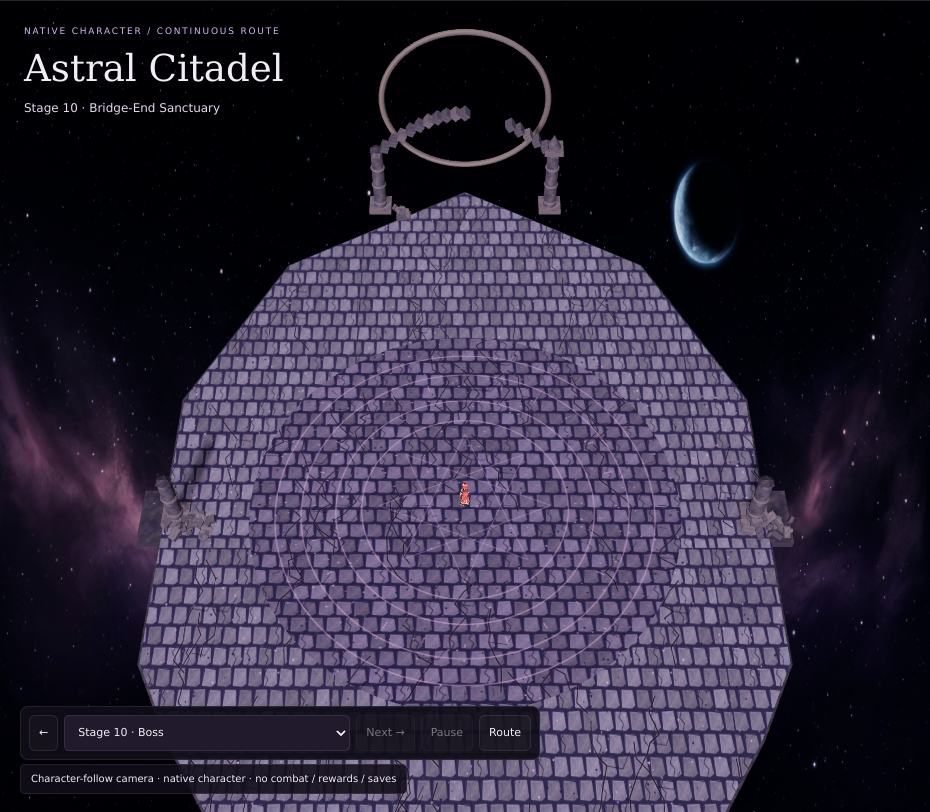 NATIVE CHARACTER / CONTINUOUS ROUTE
Astral Citadel
Stage 10 · Bridge-End Sanctuary
← Stage 10 · Boss Next → Pause Route
Character-follow camera · native character · no combat / rewards / saves